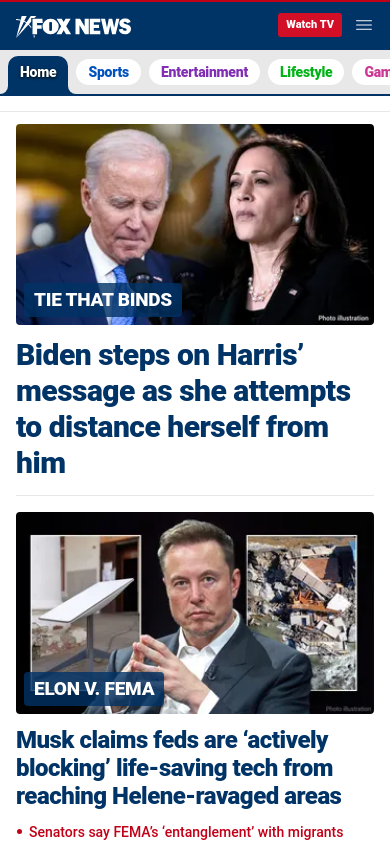 FOX NEWS
Watch TV
Home
Sports
Entertainment
Lifestyle
Gam
TIE THAT BINDS
Photo illustration
Biden steps on Harris’
message as she attempts
to distance herself from
him
ELON V. FEMA
Photo illustration
Musk claims feds are ‘actively
blocking’ life-saving tech from
reaching Helene-ravaged areas
Senators say FEMA’s ‘entanglement’ with migrants